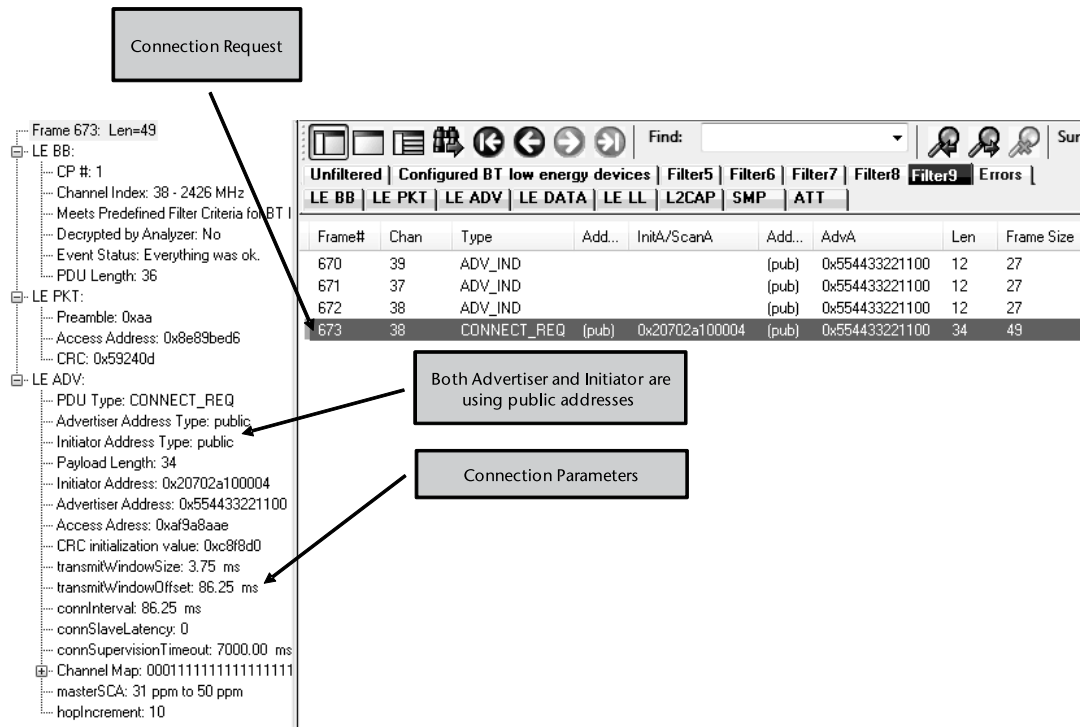 Connection Request
Frame 673: Len=49
LE BB:
CP #: 1
Channel Index: 38 - 2426 MHz
Meets Predefined Filter Criteria for BT l
Decrypted by Analyzer: No
Event Status: Everything was ok.
PDU Length: 36
LE PKT:
Preamble: 0xaa
Access Address: 0x8e89bed6
CRC: 0x59240d
LE ADV:
PDU Type: CONNECT_REQ
Advertiser Address Type: public
Initiator Address Type: public
Payload Length: 34
Initiator Address: 0x20702a100004
Advertiser Address: 0x554433221100
Access Adress: 0xaf9a8aae
CRC initialization value: 0xc8f8d0
transmitWindowSize: 3.75 ms
transmitWindowOffset: 86.25 ms
connInterval: 86.25 ms
connSlaveLatency: 0
connSupervisionTimeout: 7000.00 ms
Channel Map: 0001111111111111111
masterSCA: 31 ppm to 50 ppm
hopIncrement: 10
Find: Sur
Unfiltered Configured BT low energy devices Filter5 Filter6 Filter7 Filter8 Filter9 Errors
LE BB LE PKT LE ADV LE DATA LE LL L2CAP SMP ATT
Frame# Chan Type Add... InitA/ScanA Add... AdvA Len Frame Size
670 39 ADV_IND (pub) 0x554433221100 12 27
671 37 ADV_IND (pub) 0x554433221100 12 27
672 38 ADV_IND (pub) 0x554433221100 12 27
673 38 CONNECT_REQ (pub) 0x20702a100004 (pub) 0x554433221100 34 49
Both Advertiser and Initiator are
using public addresses
Connection Parameters